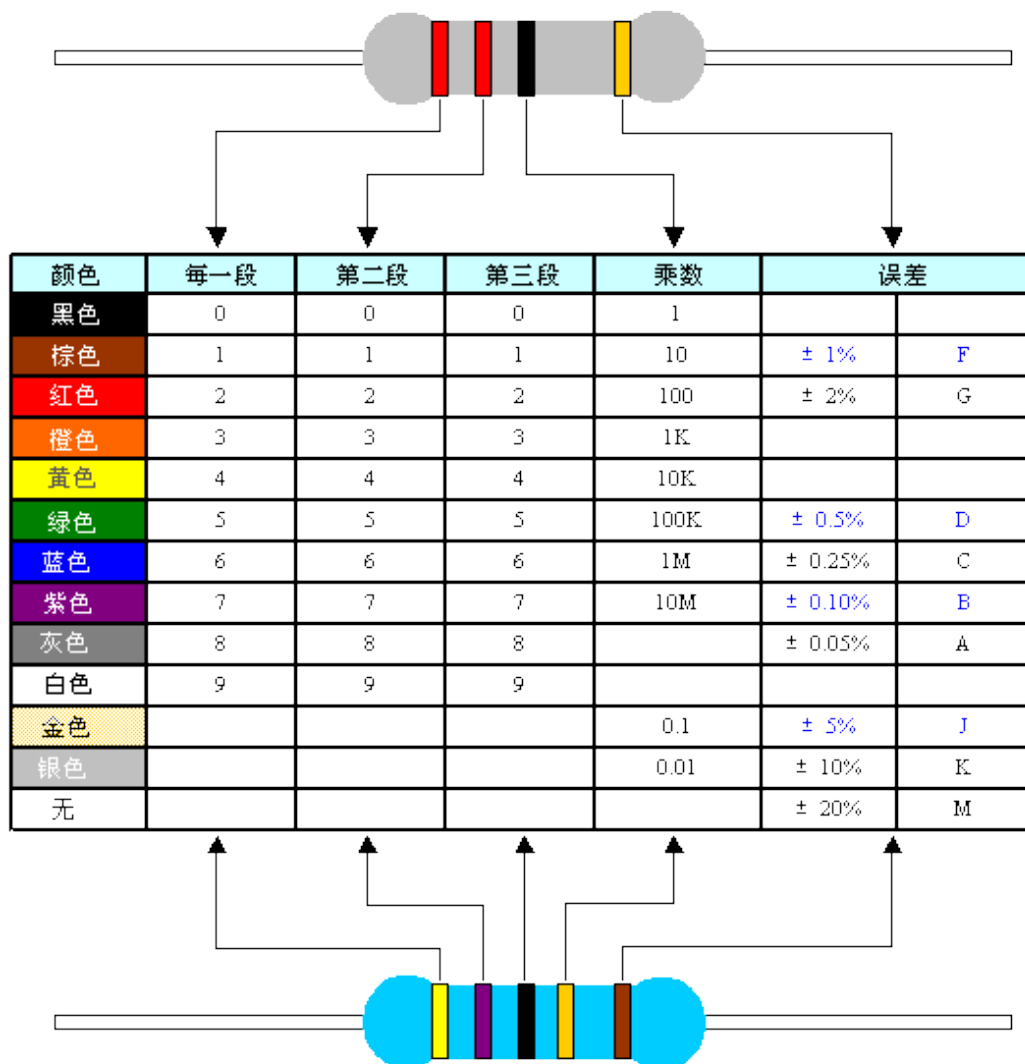 颜色 每一段 第二段 第三段 乘数 误差
黑色 0 0 0 1
棕色 1 1 1 10 ± 1% F
红色 2 2 2 100 ± 2% G
橙色 3 3 3 1K
黄色 4 4 4 10K
绿色 5 5 5 100K ± 0.5% D
蓝色 6 6 6 1M ± 0.25% C
紫色 7 7 7 10M ± 0.10% B
灰色 8 8 8 ± 0.05% A
白色 9 9 9
金色 0.1 ± 5% J
银色 0.01 ± 10% K
无 ± 20% M